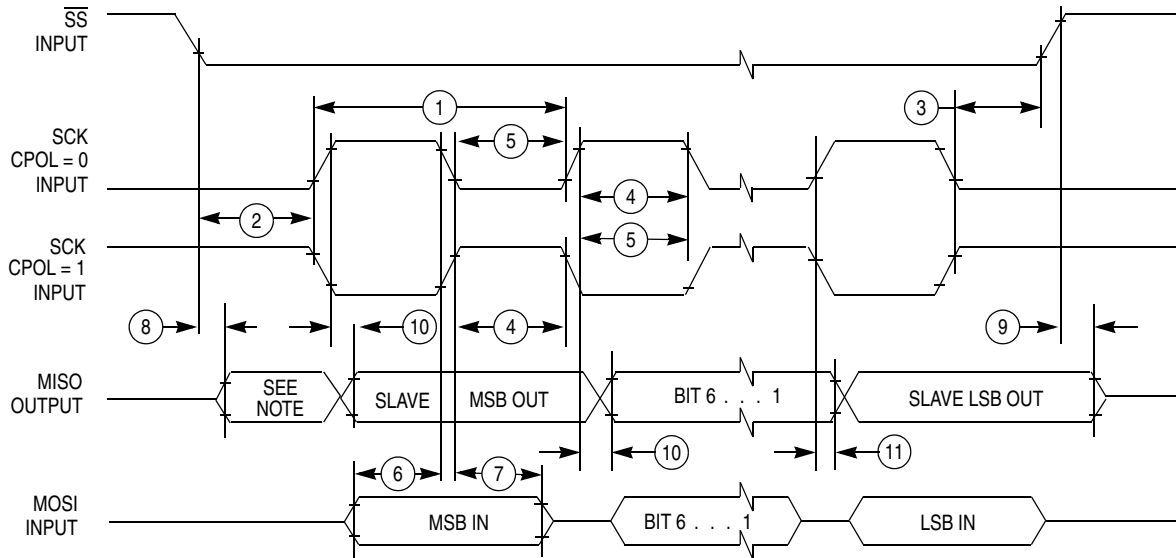 SS
INPUT
1
3
SCK
CPOL = 0
INPUT
5
4
2
5
SCK
CPOL = 1
INPUT
8
10
4
9
MISO
OUTPUT
SEE
NOTE
SLAVE
MSB OUT
BIT 6 . . . 1
SLAVE LSB OUT
10
11
6
7
MOSI
INPUT
MSB IN
BIT 6 . . . 1
LSB IN